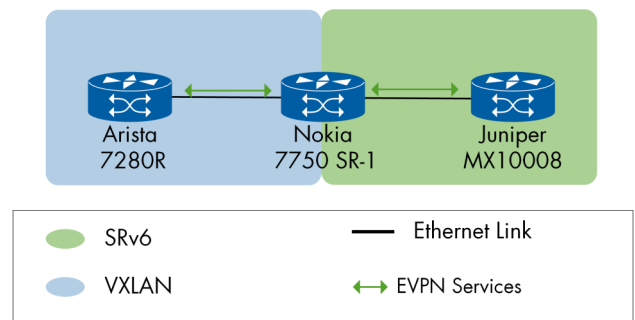 Arista
7280R
Nokia
7750 SR-1
Juniper
MX10008
SRv6
Ethernet Link
VXLAN
EVPN Services